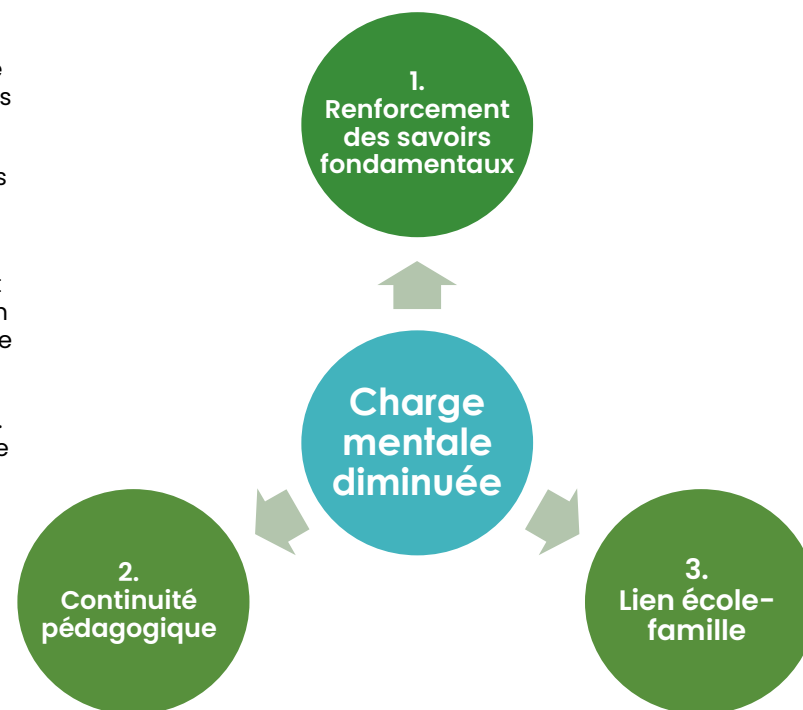 1.
Renforcement
des savoirs
fondamentaux
Charge
mentale
diminuée
2.
Continuité
pédagogique
3.
Lien école-
famille